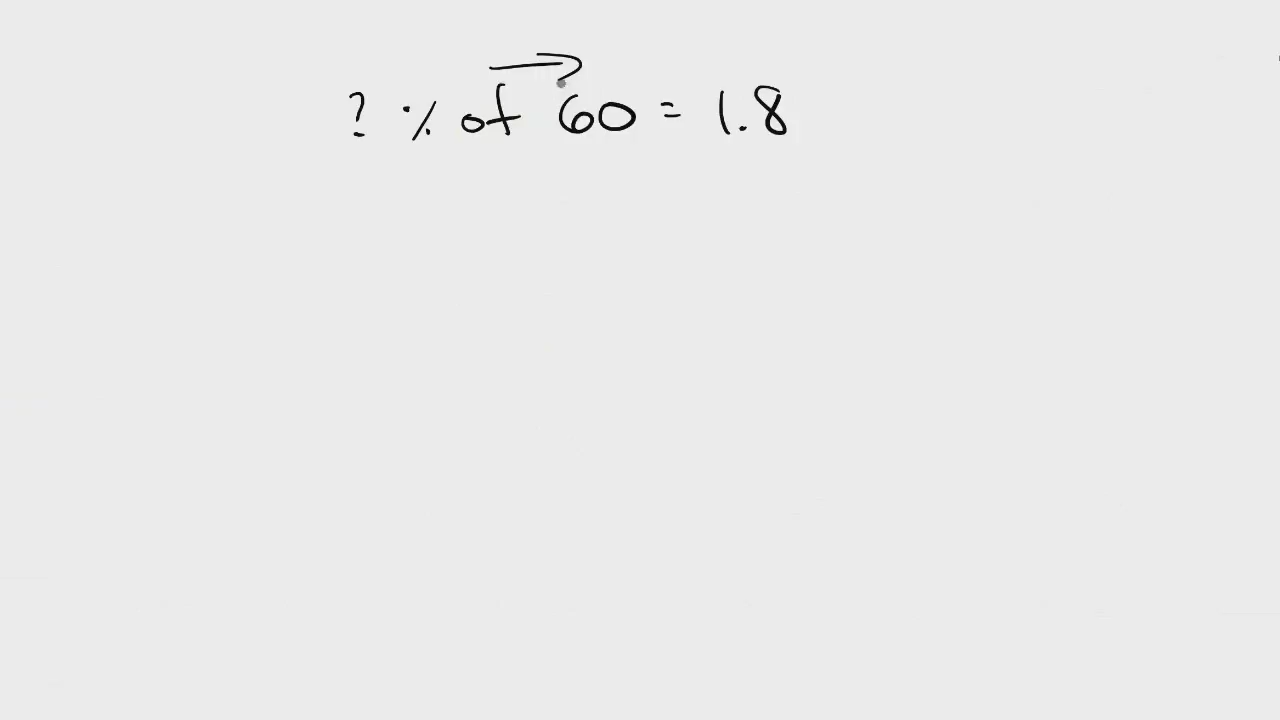 ? % of 60 = 1.8